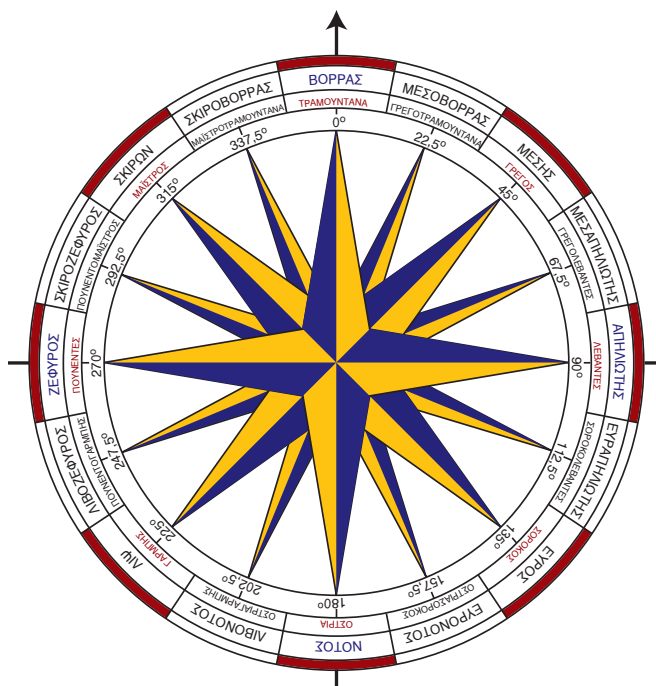 ΒΟΡΡΑΣ
ΤΡΑΜΟΥΝΤΑΝΑ
0°
ΜΕΣΟΒΟΡΡΑΣ
ΓΡΕΓΟΤΡΑΜΟΥΝΤΑΝΑ
22,5°
ΜΕΣΗΣ
ΓΡΕΓΟΣ
45°
ΜΕΣΑΠΗΛΙΩΤΗΣ
ΓΡΕΓΟΛΕΒΑΝΤΕΣ
67,5°
ΑΠΗΛΙΩΤΗΣ
ΛΕΒΑΝΤΕΣ
90°
ΕΥΡΑΠΗΛΙΩΤΗΣ
ΣΟΡΟΚΟΛΕΒΑΝΤΕΣ
112,5°
ΕΥΡΟΣ
ΣΟΡΟΚΟΣ
135°
ΕΥΡΟΝΟΤΟΣ
ΟΣΤΡΙΑΣΟΡΟΚΟΣ
157,5°
ΝΟΤΟΣ
ΟΣΤΡΙΑ
180°
ΛΙΒΟΝΟΤΟΣ
ΟΣΤΡΙΑΓΑΡΜΠΗΣ
202,5°
ΛΙΨ
ΓΑΡΜΠΗΣ
225°
ΛΙΒΟΖΕΦΥΡΟΣ
ΠΟΥΝΕΝΤΟΓΑΡΜΠΗΣ
247,5°
ΖΕΦΥΡΟΣ
ΠΟΥΝΕΝΤΕΣ
270°
ΣΚΙΡΟΖΕΦΥΡΟΣ
ΠΟΥΝΕΝΤΟΜΑΪΣΤΡΟΣ
292,5°
ΣΚΙΡΩΝ
ΜΑΪΣΤΡΟΣ
315°
ΣΚΙΡΟΒΟΡΡΑΣ
ΜΑΪΣΤΡΟΤΡΑΜΟΥΝΤΑΝΑ
337,5°